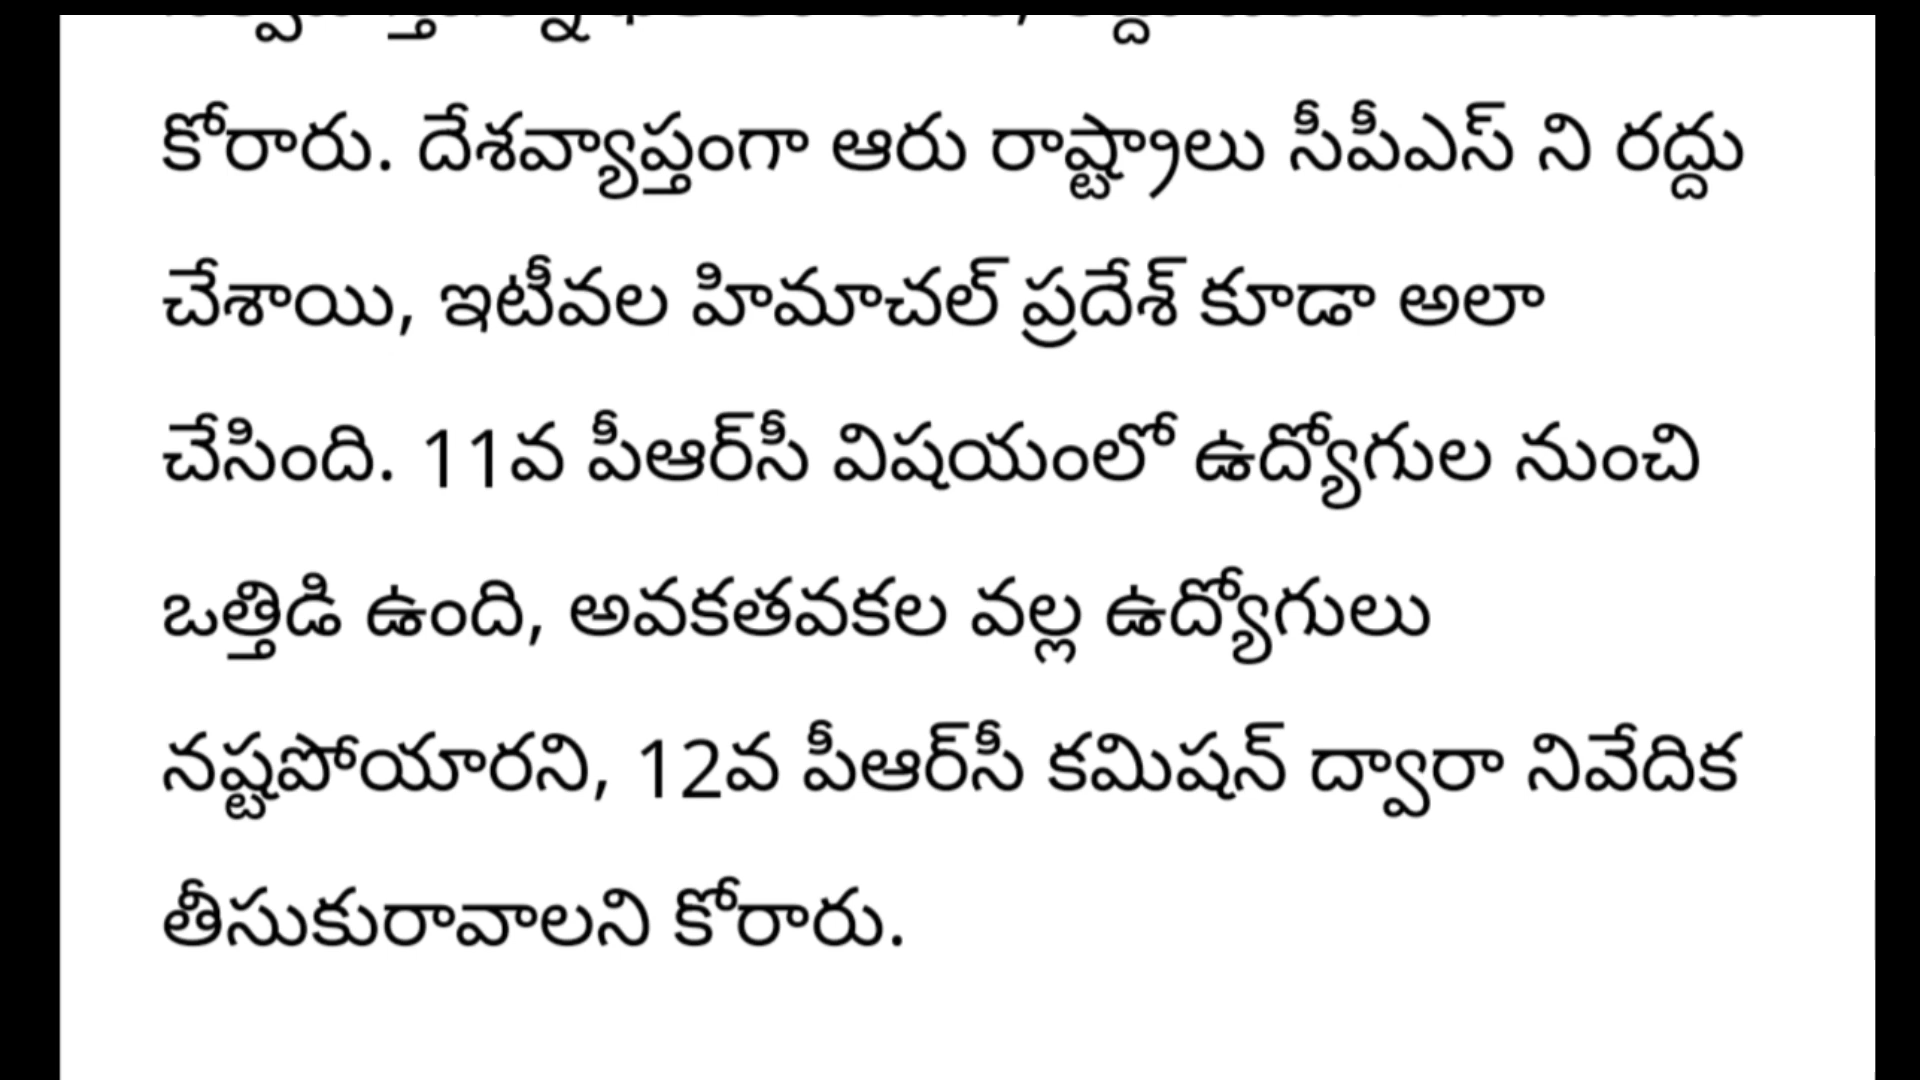 కోరారు. దేశవ్యాప్తంగా ఆరు రాష్ట్రాలు సీపీఎస్ ని రద్దు
చేశాయి, ఇటీవల హిమాచల్ ప్రదేశ్ కూడా అలా
చేసింది. 11వ పీఆర్‌సీ విషయంలో ఉద్యోగుల నుంచి
ఒత్తిడి ఉంది, అవకతవకల వల్ల ఉద్యోగులు
నష్టపోయారని, 12వ పీఆర్‌సీ కమిషన్ ద్వారా నివేదిక
తీసుకురావాలని కోరారు.